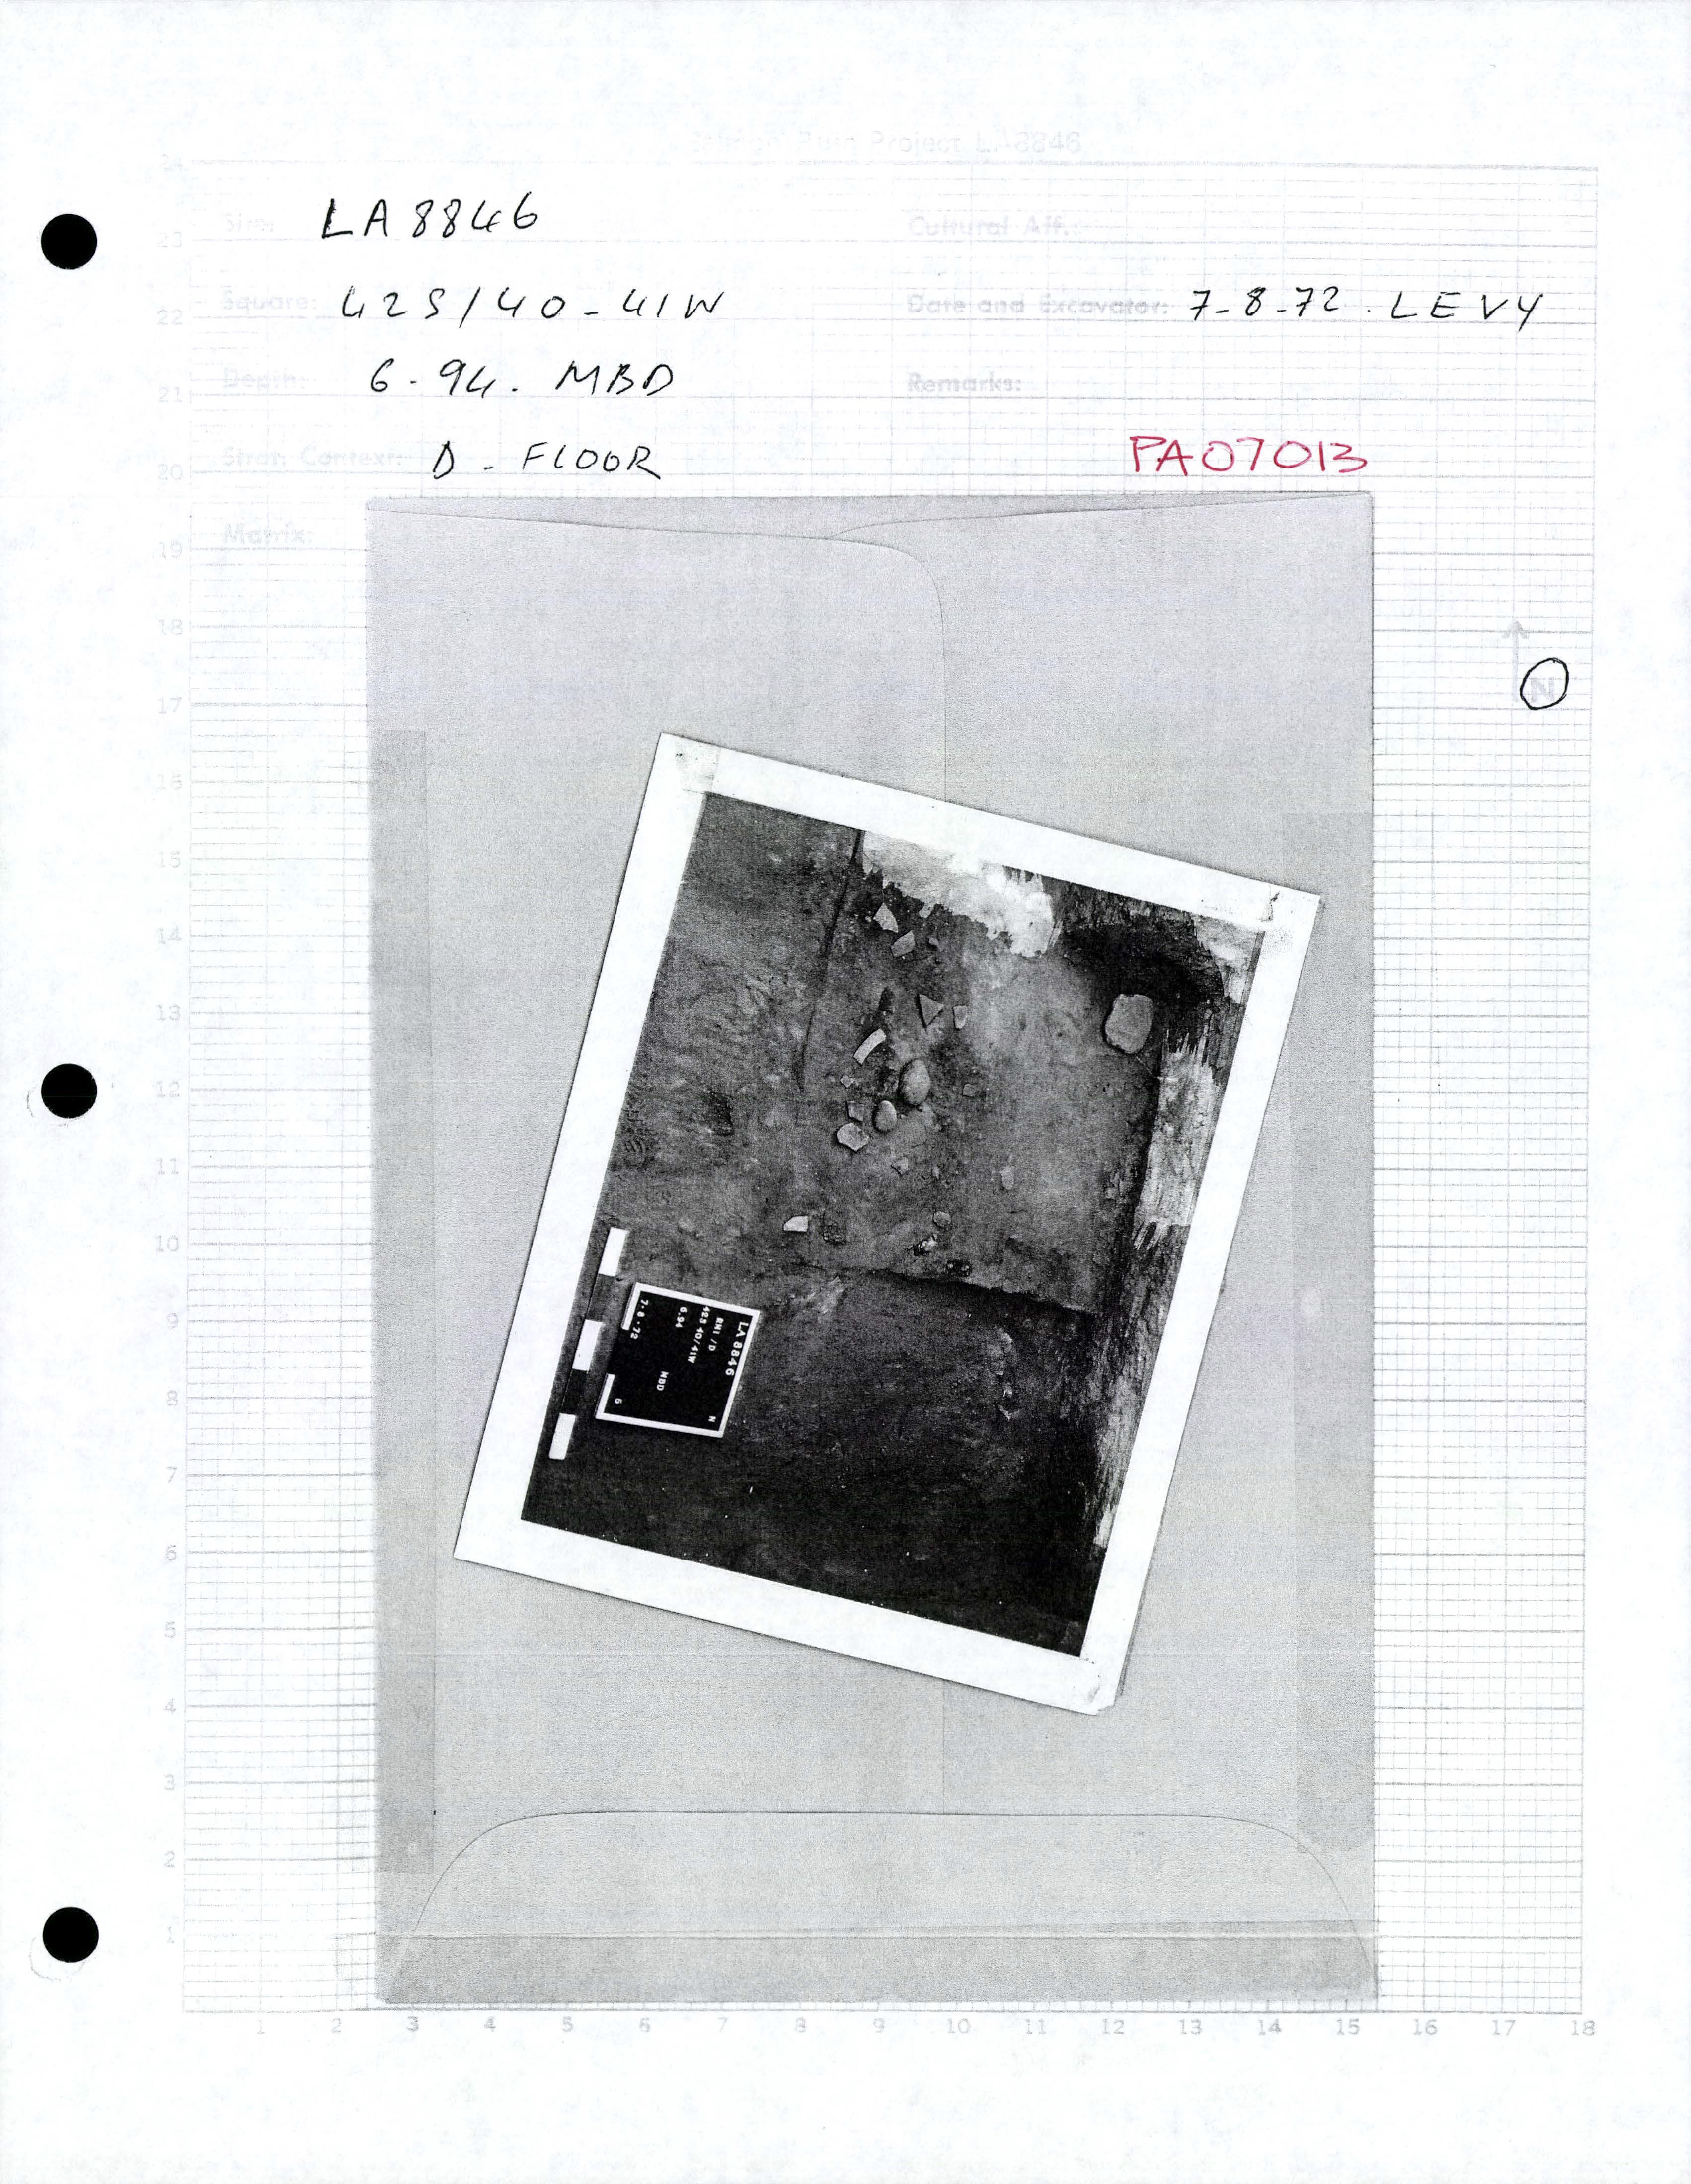 Salmon Ruin Project LA8846
Site: LA8846 Cultural Aff.:
Square: 42S/40-41W Date and Excavator: 7-8-72. LEVY
Depth: 6.94. MBD Remarks:
Strat. Context: D-FLOOR PA07013
Matrix:
N
LA8846
42S 40/41W
6.94
MBD
7-8-72
N
24
23
22
21
20
19
18
17
16
15
14
13
12
11
10
9
8
7
6
5
4
3
2
1
1 2 3 4 5 6 7 8 9 10 11 12 13 14 15 16 17 18